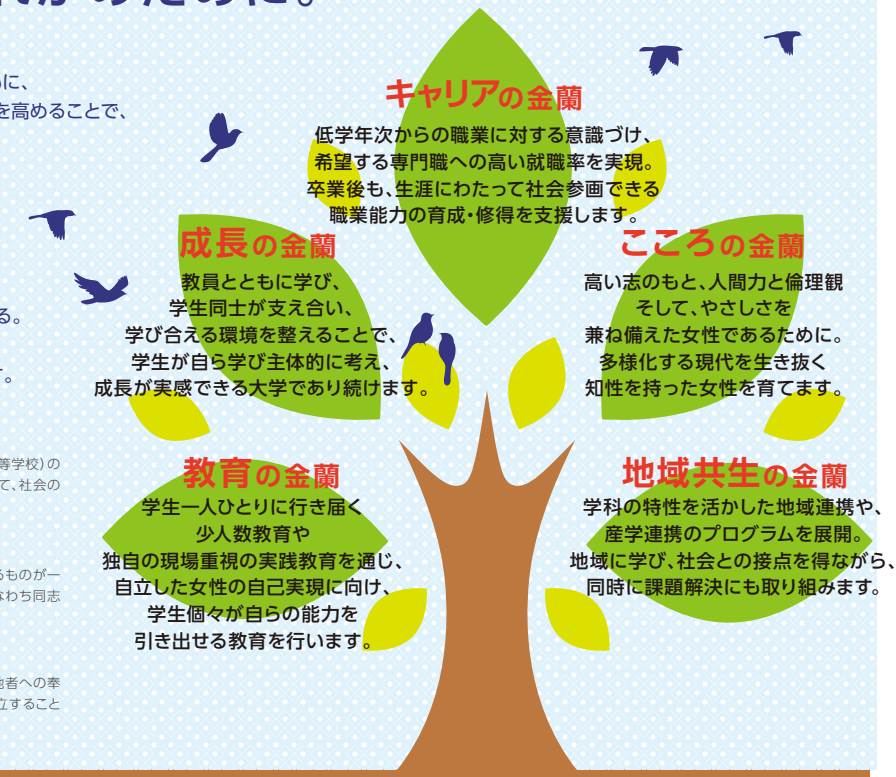 に、
を高めることで、
る。
す。
等学校)の
て、社会の
るものが一
なわち同志
他者への奉
立すること
キャリアの金蘭
低学年次からの職業に対する意識づけ、
希望する専門職への高い就職率を実現。
卒業後も、生涯にわたって社会参画できる
職業能力の育成・修得を支援します。
成長の金蘭
教員とともに学び、
学生同士が支え合い、
学び合える環境を整えることで、
学生が自ら学び主体的に考え、
成長が実感できる大学であり続けます。
こころの金蘭
高い志のもと、人間力と倫理観
そして、やさしさを
兼ね備えた女性であるために。
多様化する現代を生き抜く
知性を持った女性を育てます。
教育の金蘭
学生一人ひとりに行き届く
少人数教育や
独自の現場重視の実践教育を通じ、
自立した女性の自己実現に向け、
学生個々が自らの能力を
引き出せる教育を行います。
地域共生の金蘭
学科の特性を活かした地域連携や、
産学連携のプログラムを展開。
地域に学び、社会との接点を得ながら、
同時に課題解決にも取り組みます。